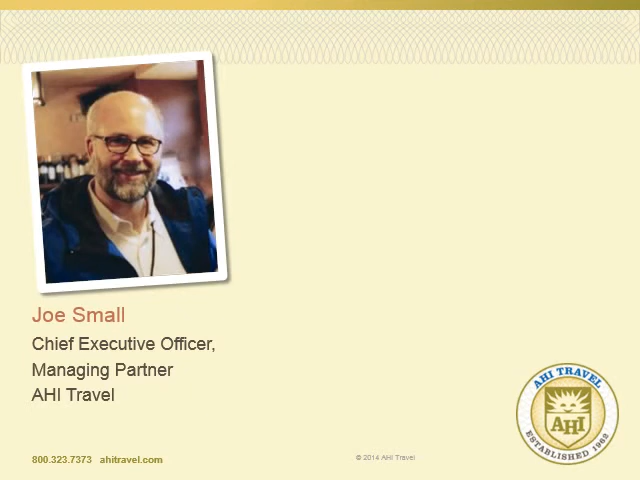 Joe Small
Chief Executive Officer,
Managing Partner
AHI Travel
AHI TRAVEL
AHI
ESTABLISHED 1962
800.323.7373 ahitravel.com
© 2014 AHI Travel